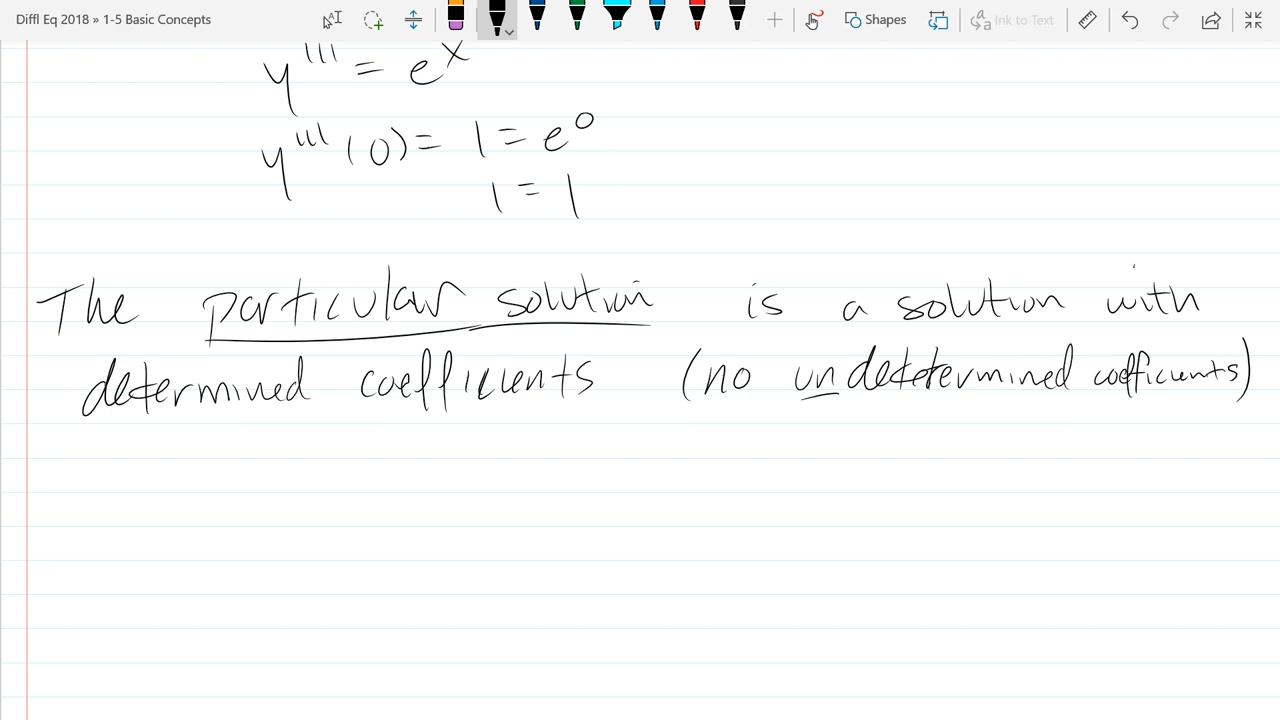 Diffl Eq 2018 » 1-5 Basic Concepts
Shapes
Ink to Text
y''' = e^x
y'''(0) = 1 = e^0
1 = 1
The particular solution is a solution with
determined coefficients (no undetetermined coefficients)